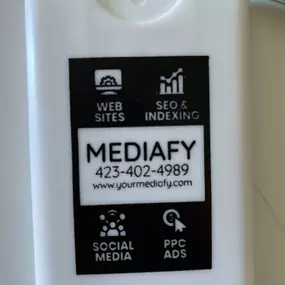 WEB
SITES
SEO &
INDEXING
MEDIAFY
423-402-4989
www.yourmediafy.com
SOCIAL
MEDIA
PPC
ADS